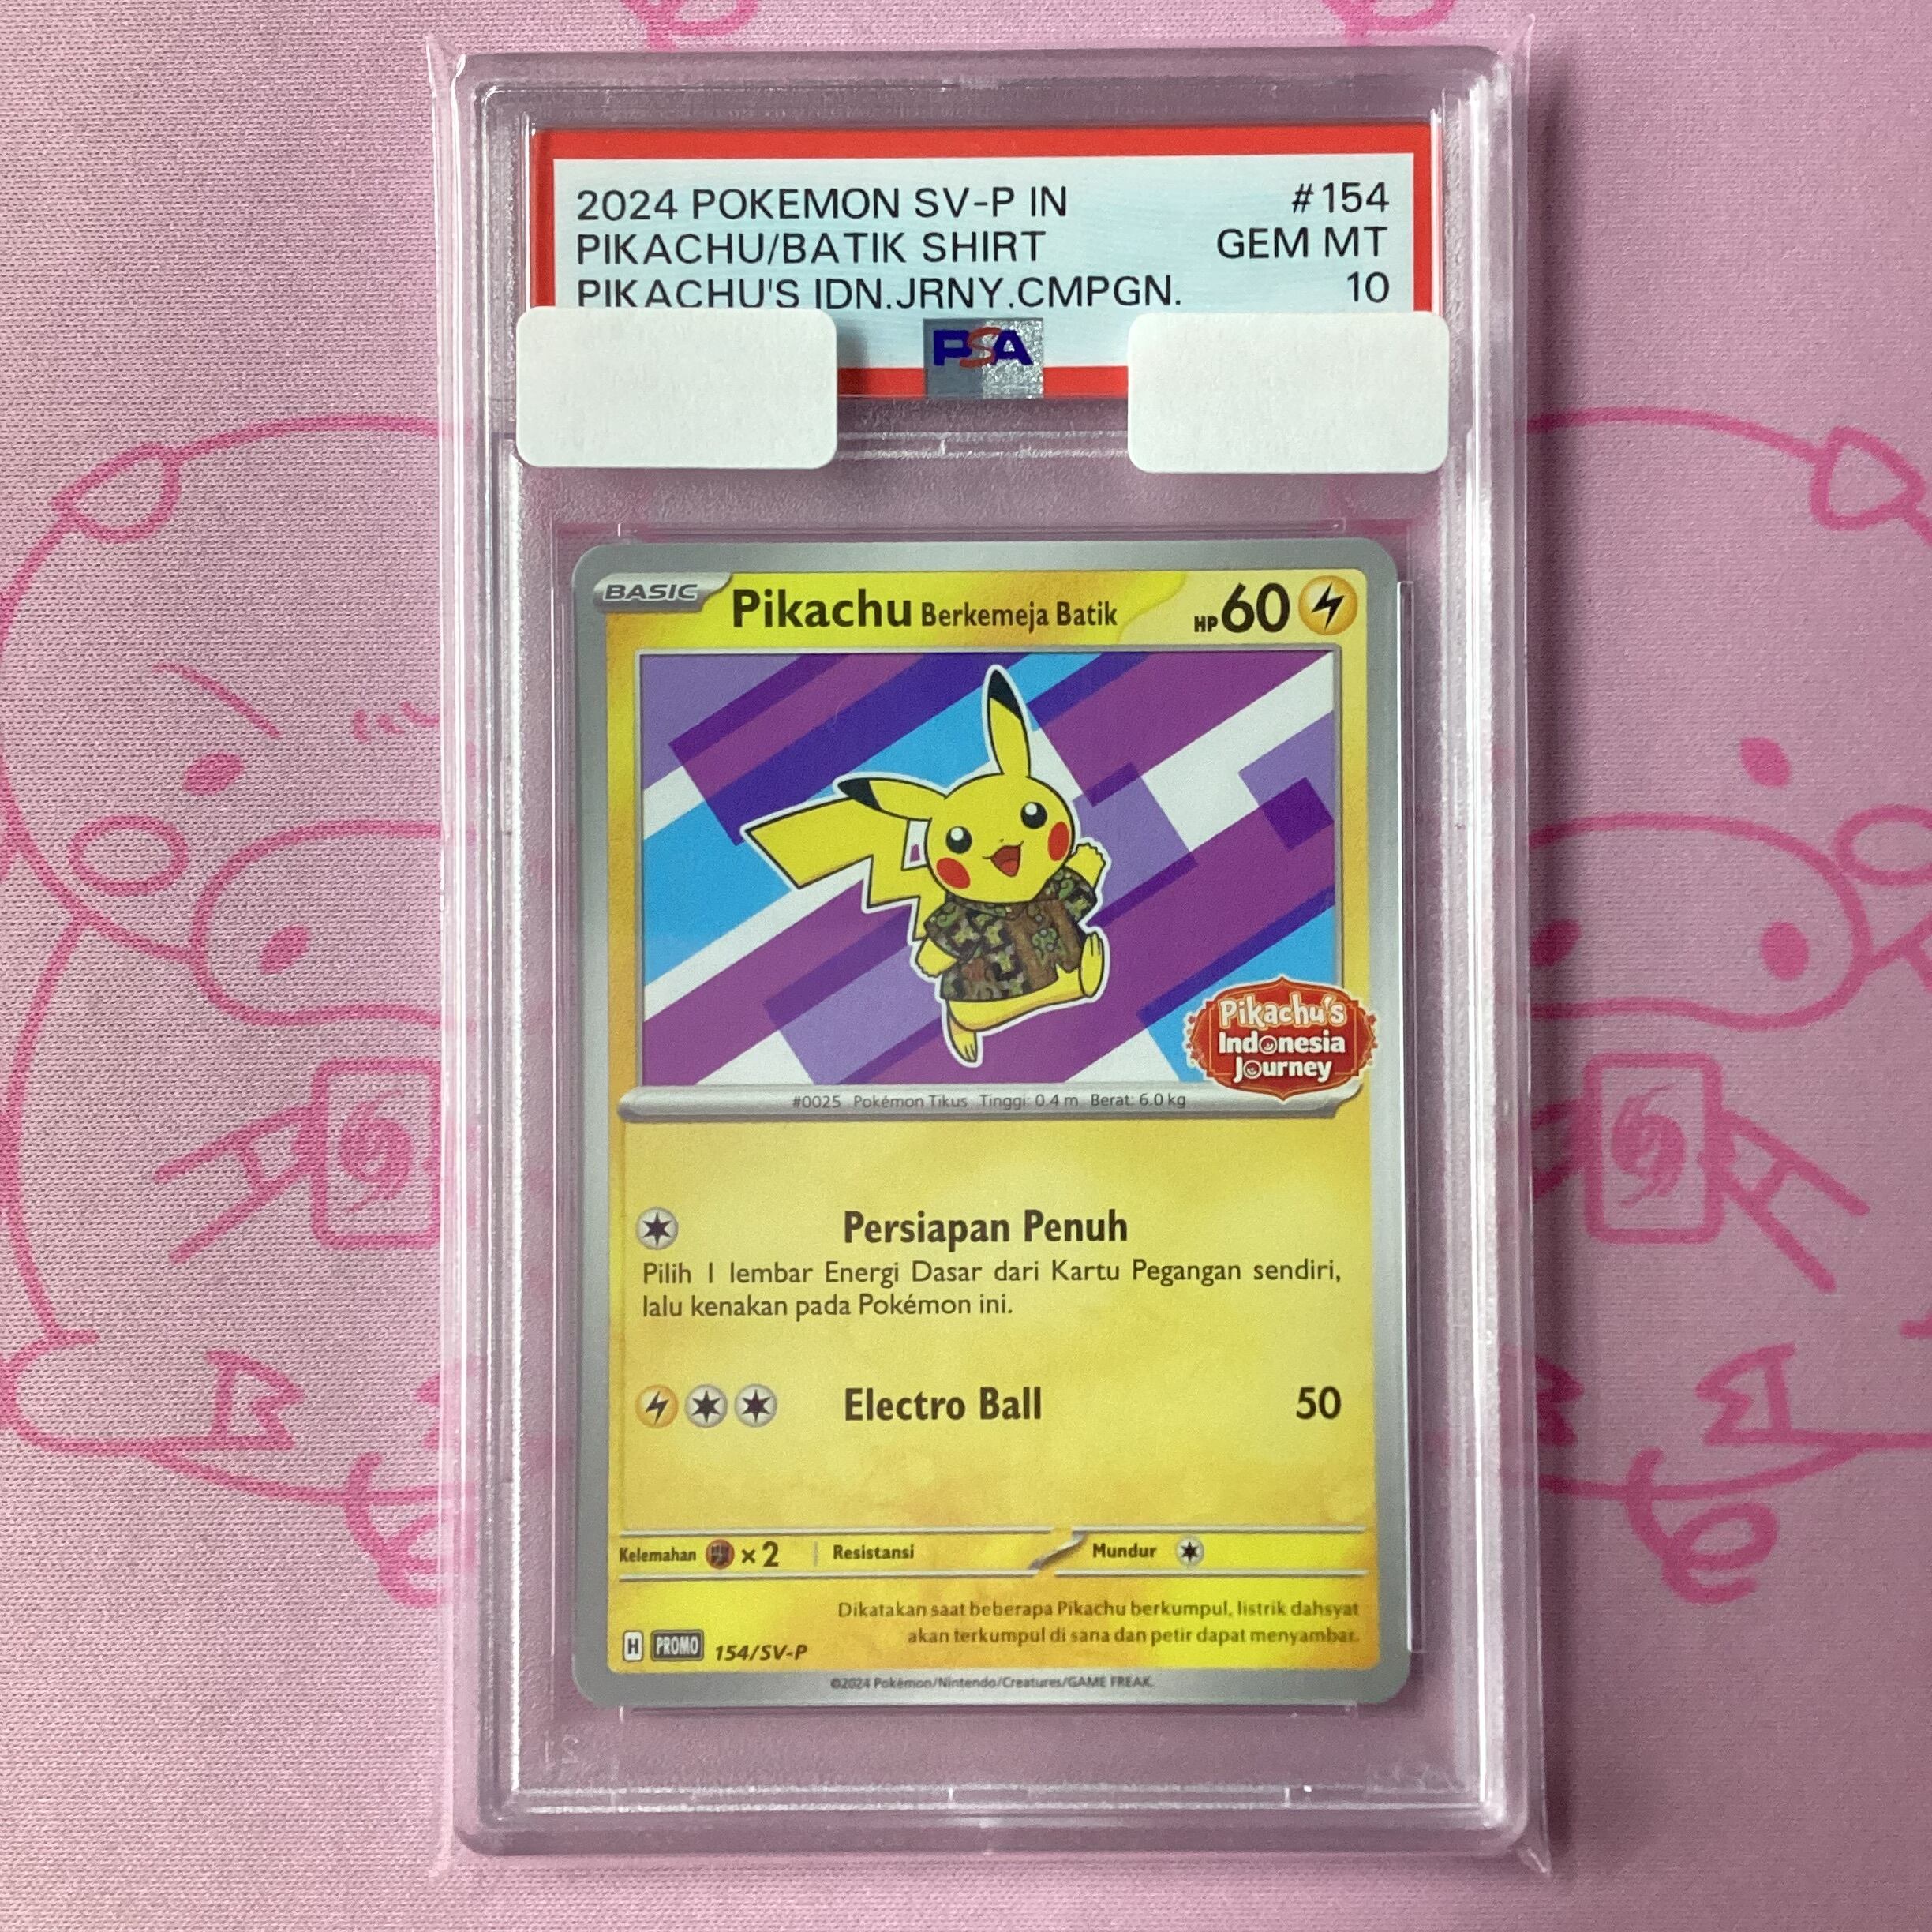 2024 POKEMON SV-P IN #154
PIKACHU/BATIK SHIRT GEM MT
PIKACHU'S IDN.JRNY.CMPGN. 10
PSA
BASIC Pikachu Berkemeja Batik HP 60
Pikachu's
Indonesia
Journey
#0025 Pokémon Tikus Tinggi: 0.4 m Berat: 6.0 kg
Persiapan Penuh
Pilih 1 lembar Energi Dasar dari Kartu Pegangan sendiri,
lalu kenakan pada Pokémon ini.
Electro Ball 50
Kelemahan ×2 Resistansi Mundur
Dikatakan saat beberapa Pikachu berkumpul, listrik dahsyat
akan terkumpul di sana dan petir dapat menyambar.
H PROMO 154/SV-P
©2024 Pokémon/Nintendo/Creatures/GAME FREAK.